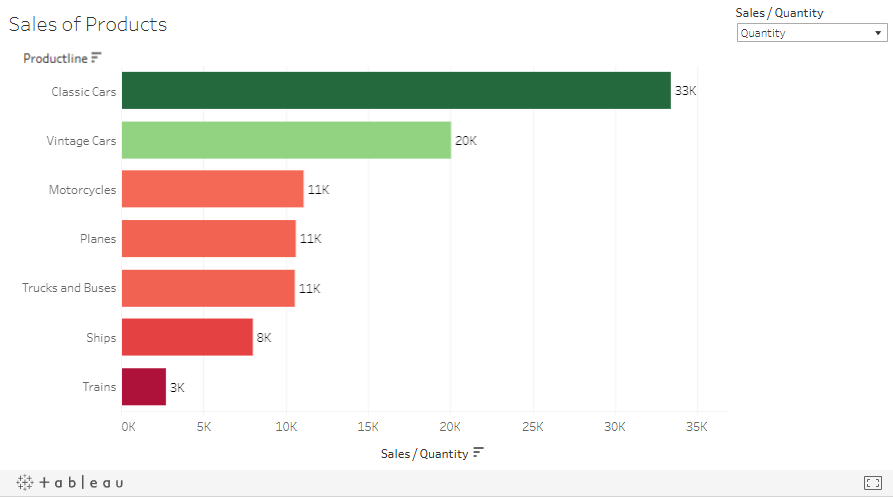 Sales of Products
Sales / Quantity
Quantity
Productline
Classic Cars 33K
Vintage Cars 20K
Motorcycles 11K
Planes 11K
Trucks and Buses 11K
Ships 8K
Trains 3K
0K 5K 10K 15K 20K 25K 30K 35K
Sales / Quantity
+ a b | e a u